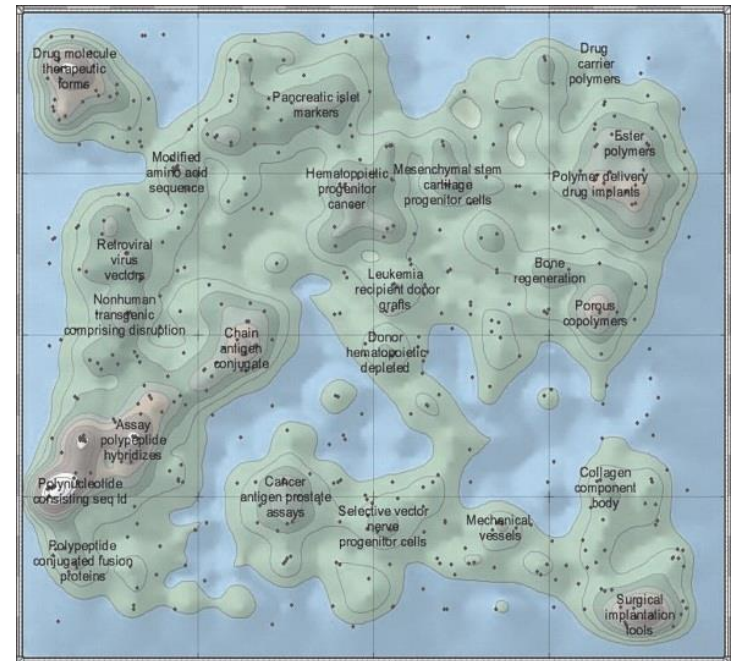 Drug molecule
therapeutic
forms
Drug
carrier
polymers
Pancrealic islet
markers
Ester
polymers
Modified
amino acid
sequence
Hematopoietic
progenitor
cancer
Mesenchymal stem
cartilage
progenitor cells
Polymer delivery
drug implants
Retroviral
virus
vectors
Leukemia
recipient donor
grafts
Bone
regeneration
Nonhuman
transgenic
comprising disruption
Porous
copolymers
Chain
antigen
conjugate
Donor
hematopoietic
depleted
Assay
polypeptide
hybridizes
Polynucleotide
consisting seq Id
Cancer
antigen prostate
assays
Collagen
component
body
Selective vector
nerve
progenitor cells
Mechanical
vessels
Polypeptide
conjugated fusion
proteins
Surgical
implantation
tools